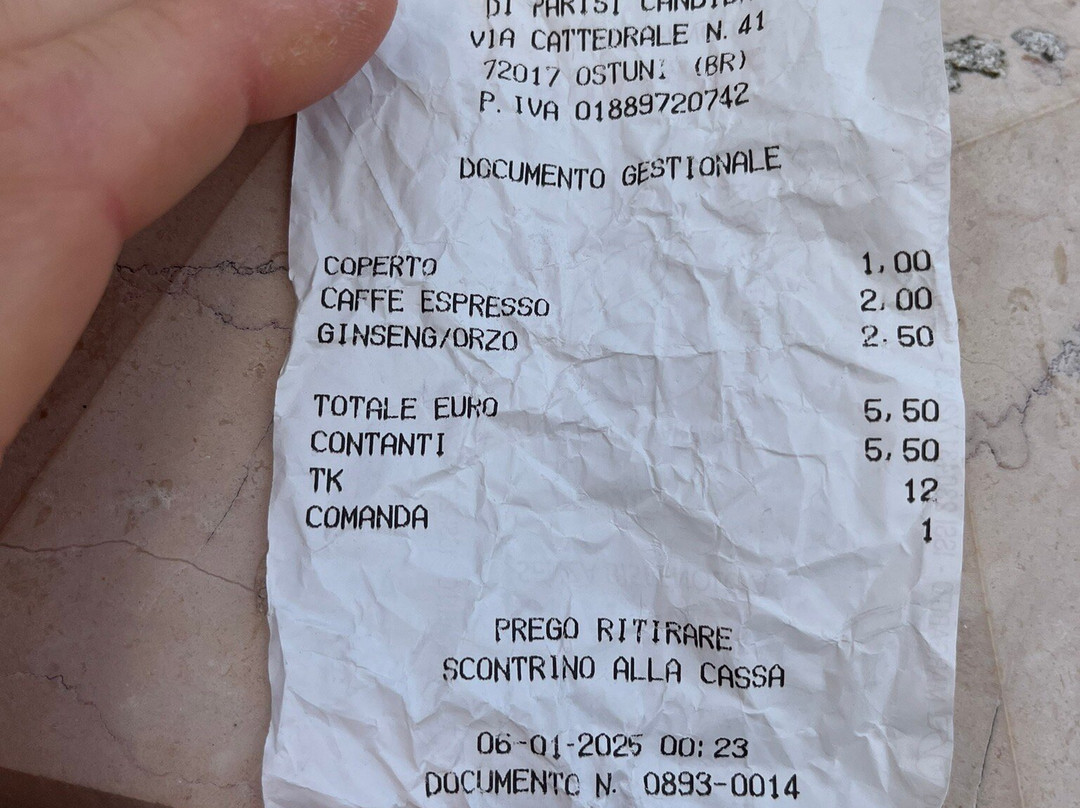 DI PARISI
VIA CATTEDRALE N. 41
72017 OSTUNI (BR)
P. IVA 01889720742
DOCUMENTO GESTIONALE
COPERTO 1,00
CAFFE ESPRESSO 2,00
GINSENG/ORZO 2,50
TOTALE EURO 5,50
CONTANTI 5,50
TK 12
COMANDA 1
PREGO RITIRARE
SCONTRINO ALLA CASSA
06-01-2025 00:23
DOCUMENTO N. 0893-0014